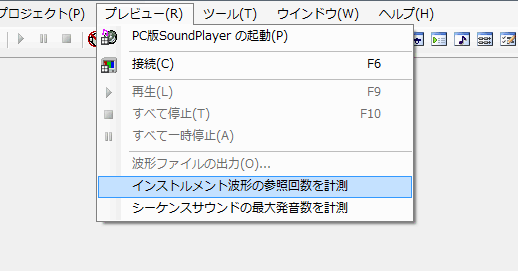 プロジェクト(P) プレビュー(R) ツール(T) ウインドウ(W) ヘルプ(H)
PC版SoundPlayer の起動(P)
接続(C) F6
再生(L) F9
すべて停止(T) F10
すべて一時停止(A)
波形ファイルの出力(O)...
インストルメント波形の参照回数を計測
シーケンスサウンドの最大発音数を計測